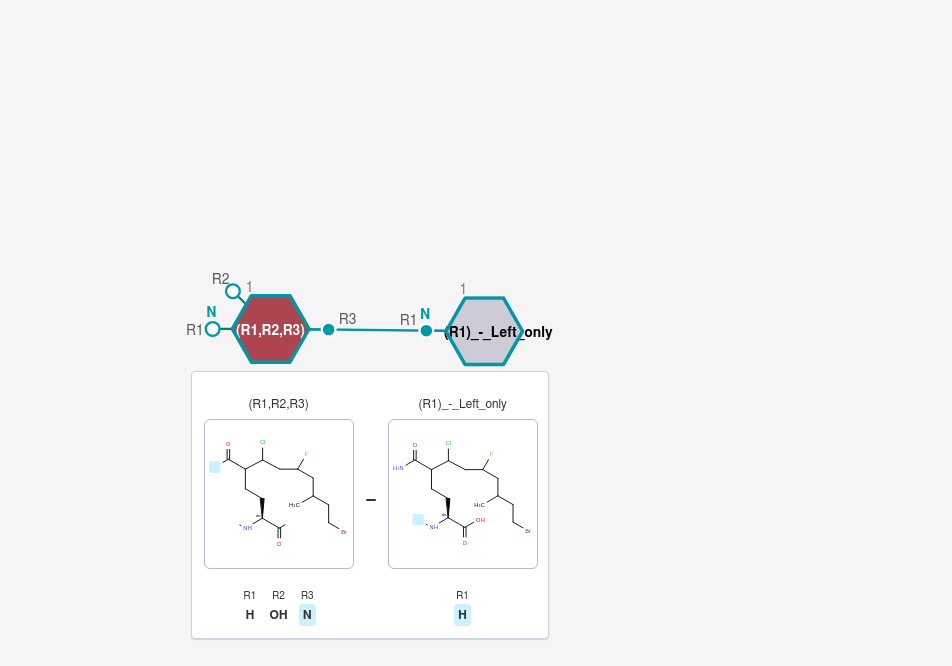 R2 1
N
R1 (R1,R2,R3) R3
1
N
R1 (R1)_-_Left_only
(R1,R2,R3) (R1)_-_Left_only
O Cl F H₃C NH O Br
O Cl F H₂N H₃C NH OH O Br
R1 R2 R3 R1
H OH N H